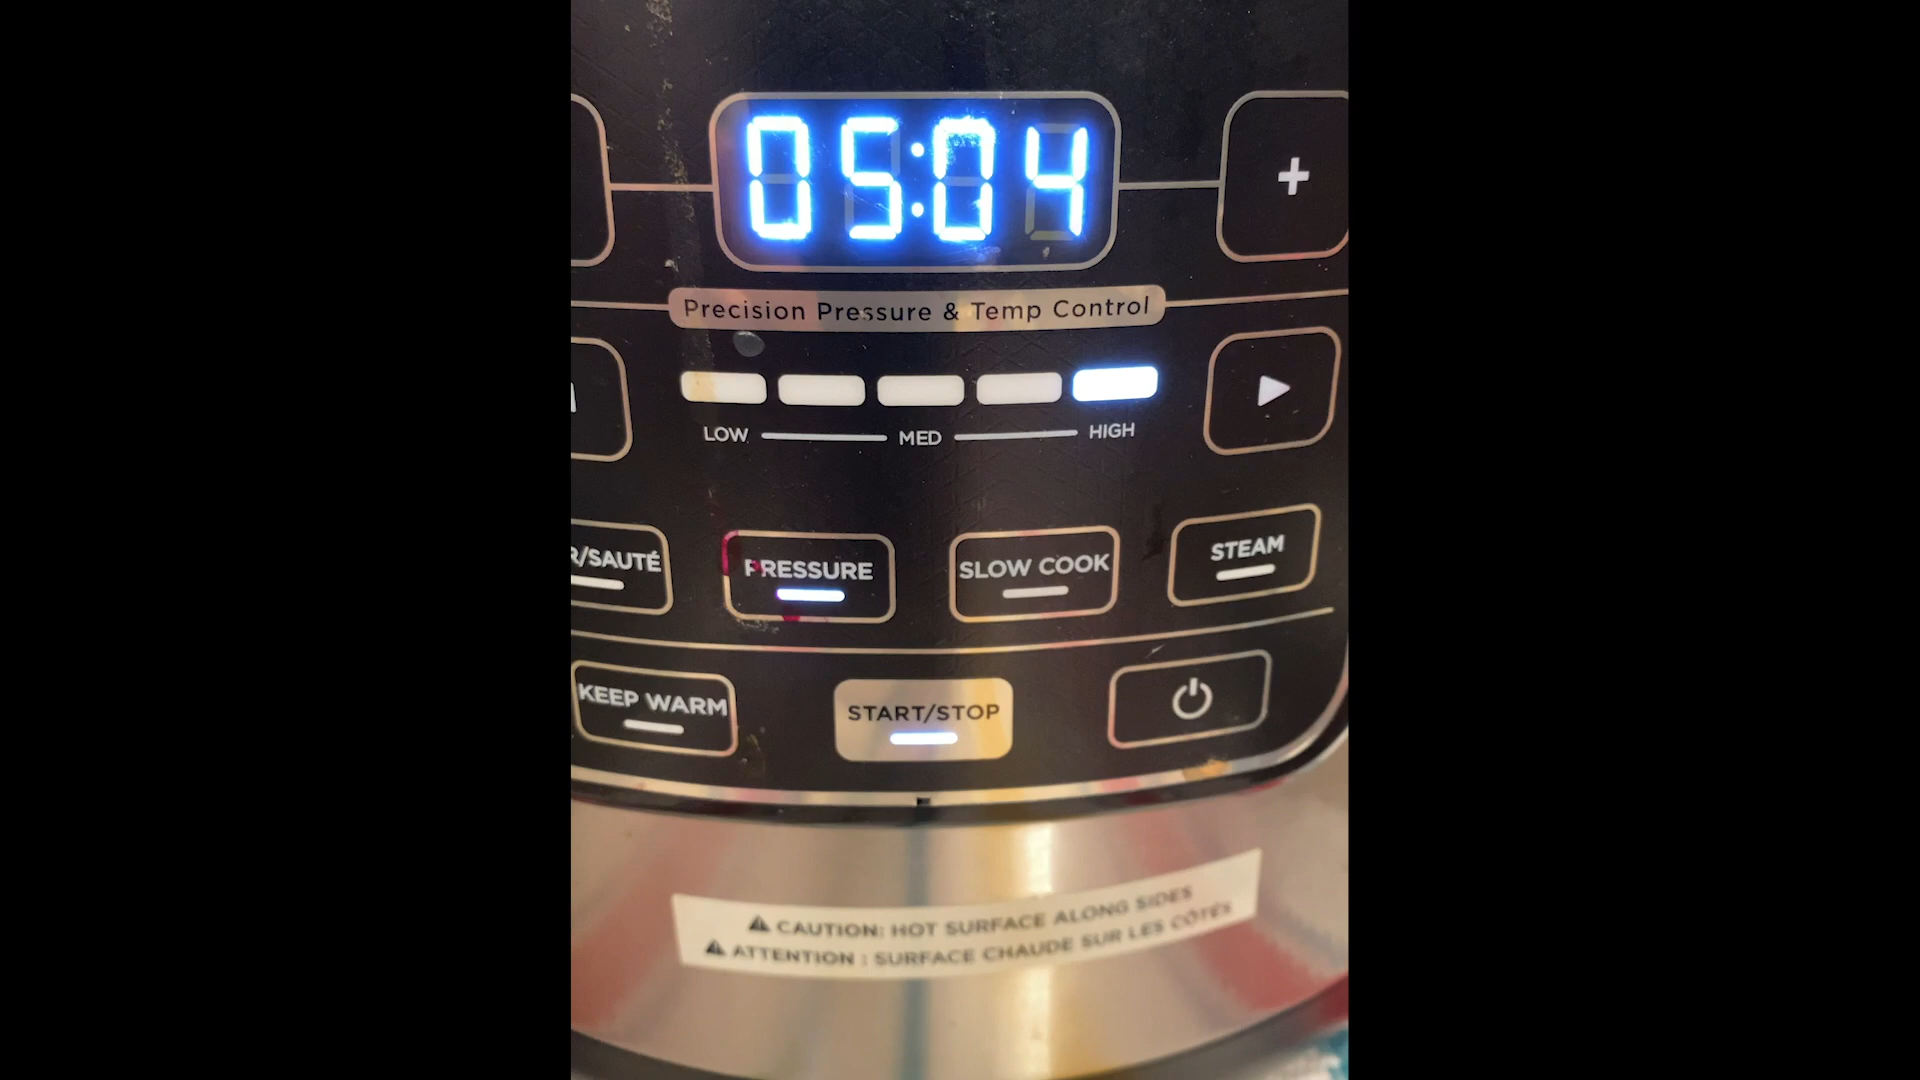 05:04
+
Precision Pressure & Temp Control
LOW MED HIGH
R/SAUTÉ PRESSURE SLOW COOK STEAM
KEEP WARM START/STOP
CAUTION: HOT SURFACE ALONG SIDES
ATTENTION : SURFACE CHAUDE SUR LES CÔTÉS